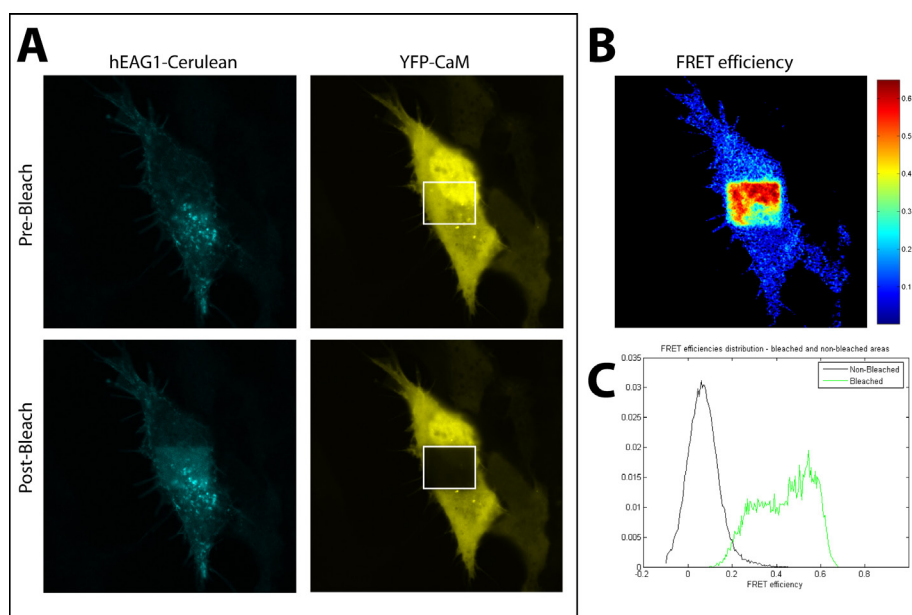 A
hEAG1-Cerulean
YFP-CaM
Pre-Bleach
Post-Bleach
B
FRET efficiency
0.6
0.5
0.4
0.3
0.2
0.1
C
FRET efficiencies distribution - bleached and non-bleached areas
Non-Bleached
Bleached
0.035
0.03
0.025
0.02
0.015
0.01
0.005
0
-0.2
0
0.2
0.4
0.6
0.8
FRET efficiency